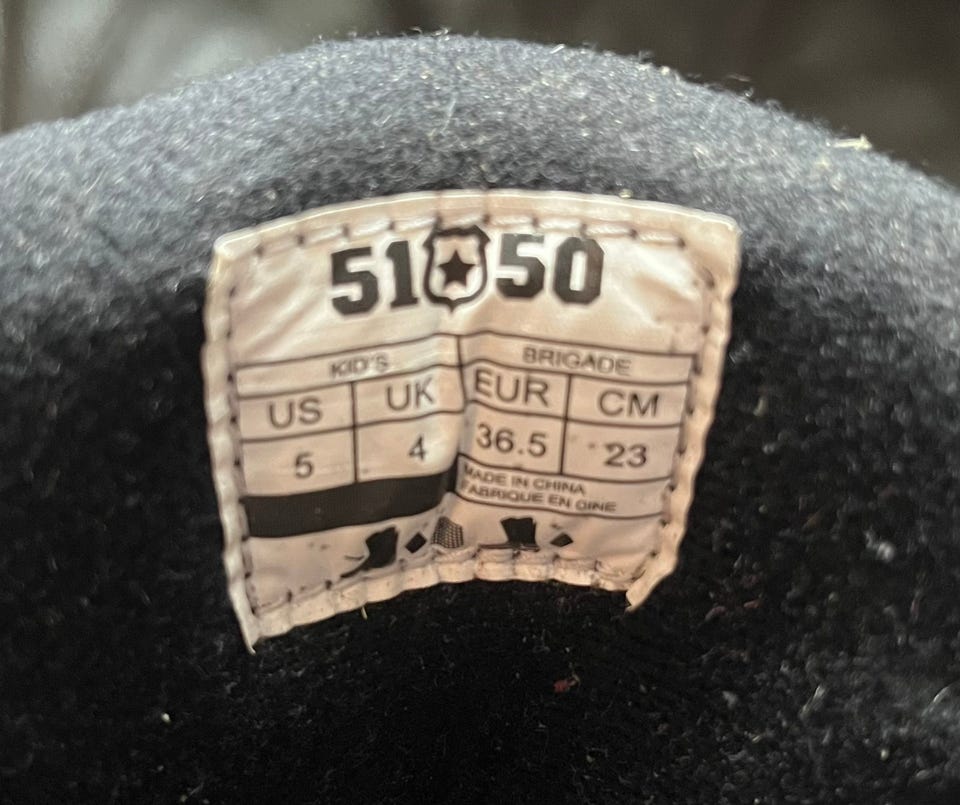 51 50
KID'S BRIGADE
US UK EUR CM
5 4 36.5 23
MADE IN CHINA
FABRIQUE EN CINE